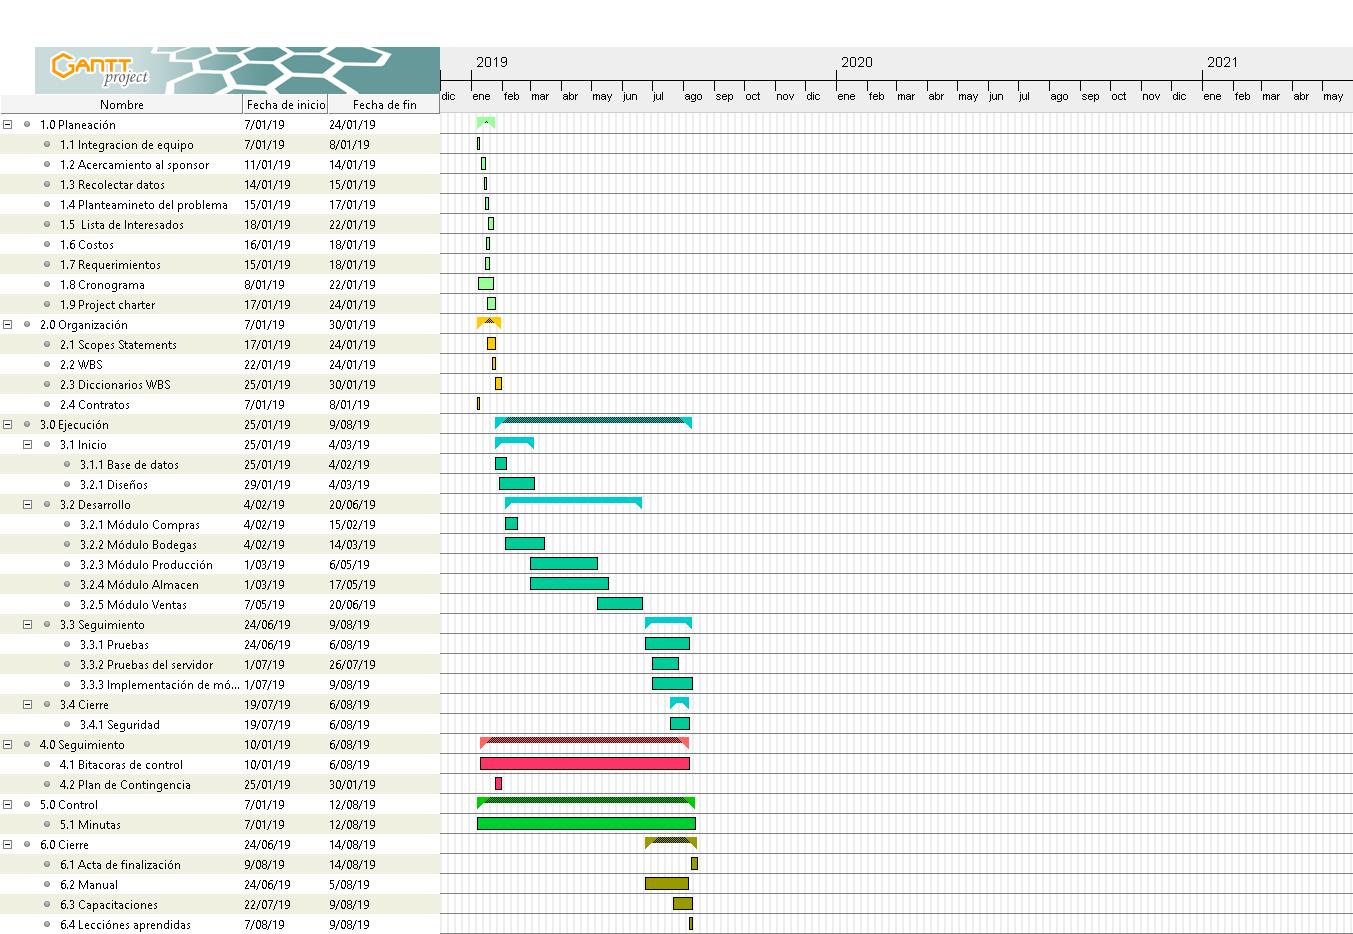 GANTT
project
2019 2020 2021
Nombre Fecha de inicio Fecha de fin
dic ene feb mar abr may jun jul ago sep oct nov dic ene feb mar abr may jun jul ago sep oct nov dic ene feb mar abr may
1.0 Planeación 7/01/19 24/01/19
1.1 Integracion de equipo 7/01/19 8/01/19
1.2 Acercamiento al sponsor 11/01/19 14/01/19
1.3 Recolectar datos 14/01/19 15/01/19
1.4 Planteamineto del problema 15/01/19 17/01/19
1.5 Lista de Interesados 18/01/19 22/01/19
1.6 Costos 16/01/19 18/01/19
1.7 Requerimientos 15/01/19 18/01/19
1.8 Cronograma 8/01/19 22/01/19
1.9 Project charter 17/01/19 24/01/19
2.0 Organización 7/01/19 30/01/19
2.1 Scopes Statements 17/01/19 24/01/19
2.2 WBS 22/01/19 24/01/19
2.3 Diccionarios WBS 25/01/19 30/01/19
2.4 Contratos 7/01/19 8/01/19
3.0 Ejecución 25/01/19 9/08/19
3.1 Inicio 25/01/19 4/03/19
3.1.1 Base de datos 25/01/19 4/02/19
3.2.1 Diseños 29/01/19 4/03/19
3.2 Desarrollo 4/02/19 20/06/19
3.2.1 Módulo Compras 4/02/19 15/02/19
3.2.2 Módulo Bodegas 4/02/19 14/03/19
3.2.3 Módulo Producción 1/03/19 6/05/19
3.2.4 Módulo Almacen 1/03/19 17/05/19
3.2.5 Módulo Ventas 7/05/19 20/06/19
3.3 Seguimiento 24/06/19 9/08/19
3.3.1 Pruebas 24/06/19 6/08/19
3.3.2 Pruebas del servidor 1/07/19 26/07/19
3.3.3 Implementación de mó... 1/07/19 9/08/19
3.4 Cierre 19/07/19 6/08/19
3.4.1 Seguridad 19/07/19 6/08/19
4.0 Seguimiento 10/01/19 6/08/19
4.1 Bitacoras de control 10/01/19 6/08/19
4.2 Plan de Contingencia 25/01/19 30/01/19
5.0 Control 7/01/19 12/08/19
5.1 Minutas 7/01/19 12/08/19
6.0 Cierre 24/06/19 14/08/19
6.1 Acta de finalización 9/08/19 14/08/19
6.2 Manual 24/06/19 5/08/19
6.3 Capacitaciones 22/07/19 9/08/19
6.4 Lecciónes aprendidas 7/08/19 9/08/19